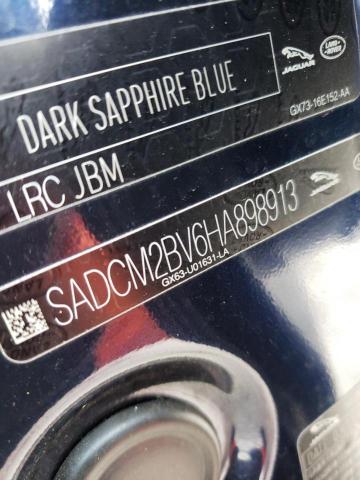 DARK SAPPHIRE BLUE
JAGUAR
LAND-
ROVER
GX73-16E152-AA
LRC JBM
SADCM2BV6HA898913
GX63-U01631-LA